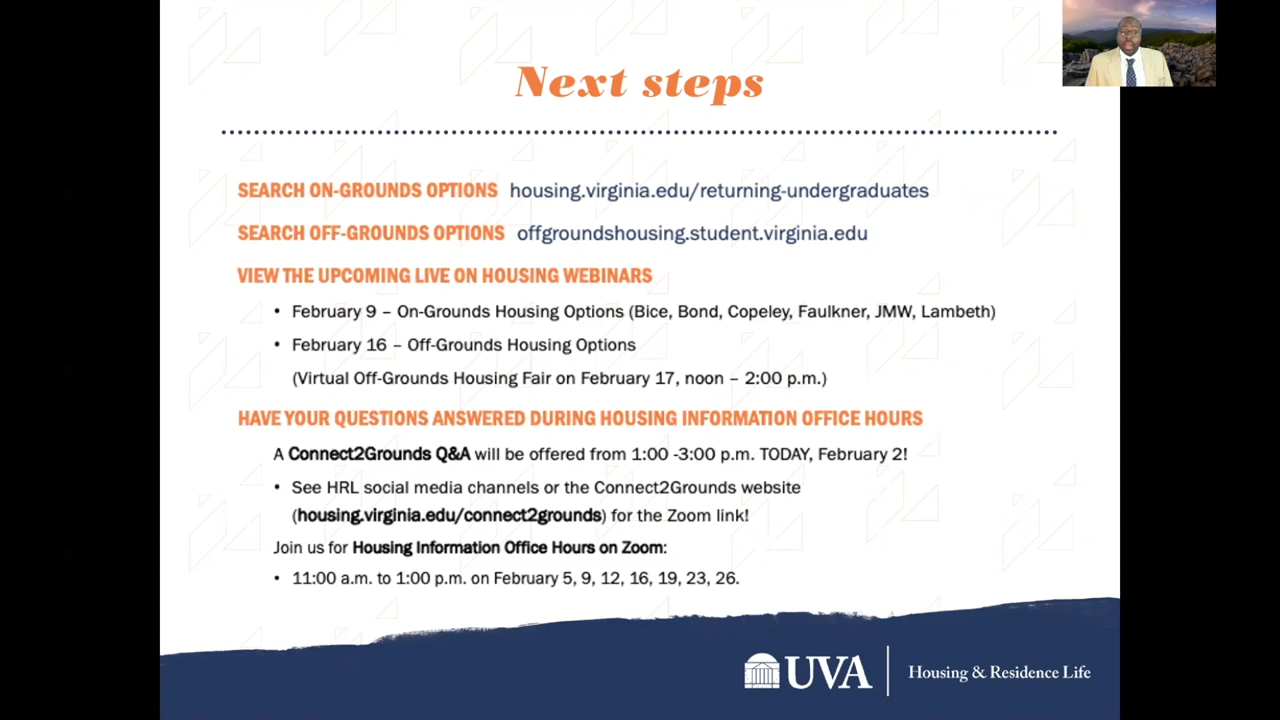 Next steps
SEARCH ON-GROUNDS OPTIONS housing.virginia.edu/returning-undergraduates
SEARCH OFF-GROUNDS OPTIONS offgroundshousing.student.virginia.edu
VIEW THE UPCOMING LIVE ON HOUSING WEBINARS
• February 9 – On-Grounds Housing Options (Bice, Bond, Copeley, Faulkner, JMW, Lambeth)
• February 16 – Off-Grounds Housing Options
(Virtual Off-Grounds Housing Fair on February 17, noon – 2:00 p.m.)
HAVE YOUR QUESTIONS ANSWERED DURING HOUSING INFORMATION OFFICE HOURS
A Connect2Grounds Q&A will be offered from 1:00 -3:00 p.m. TODAY, February 2!
• See HRL social media channels or the Connect2Grounds website
(housing.virginia.edu/connect2grounds) for the Zoom link!
Join us for Housing Information Office Hours on Zoom:
• 11:00 a.m. to 1:00 p.m. on February 5, 9, 12, 16, 19, 23, 26.
UVA | Housing & Residence Life